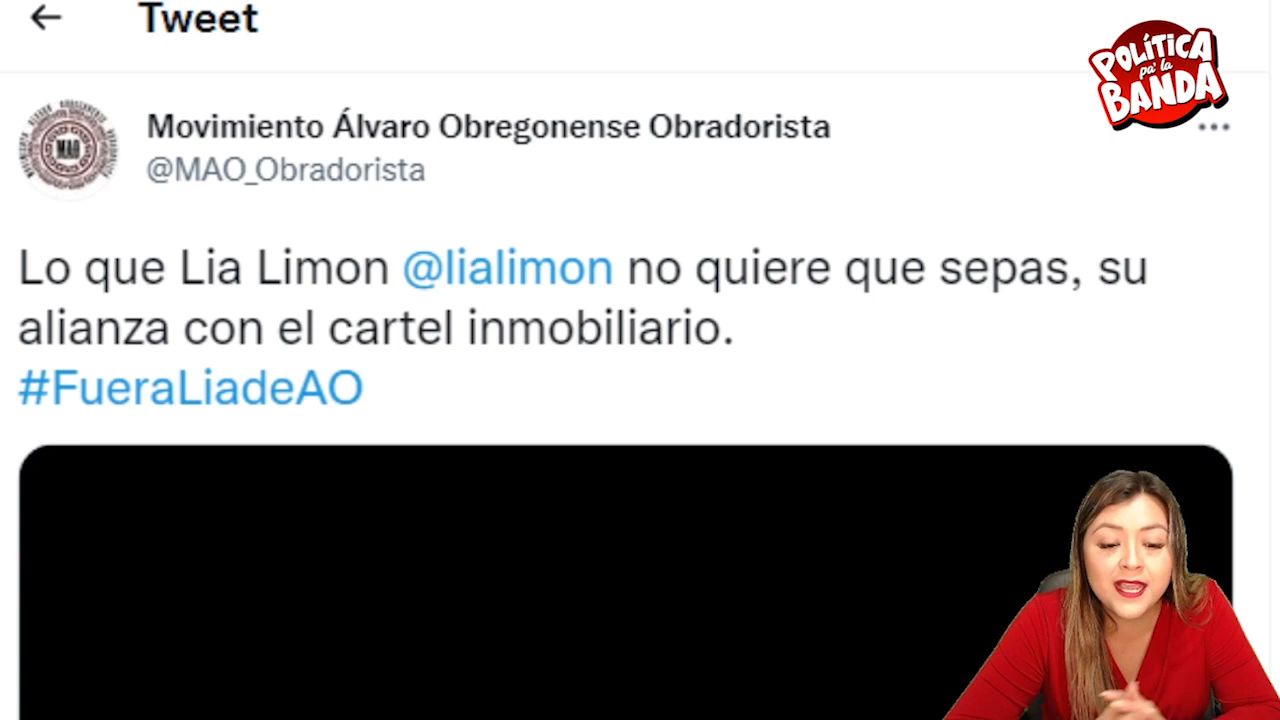 Tweet
POLÍTICA
pa' la
BANDA
Movimiento Álvaro Obregonense Obradorista
MAO
@MAO_Obradorista
Lo que Lia Limon @lialimon no quiere que sepas, su
alianza con el cartel inmobiliario.
#FueraLiadeAO